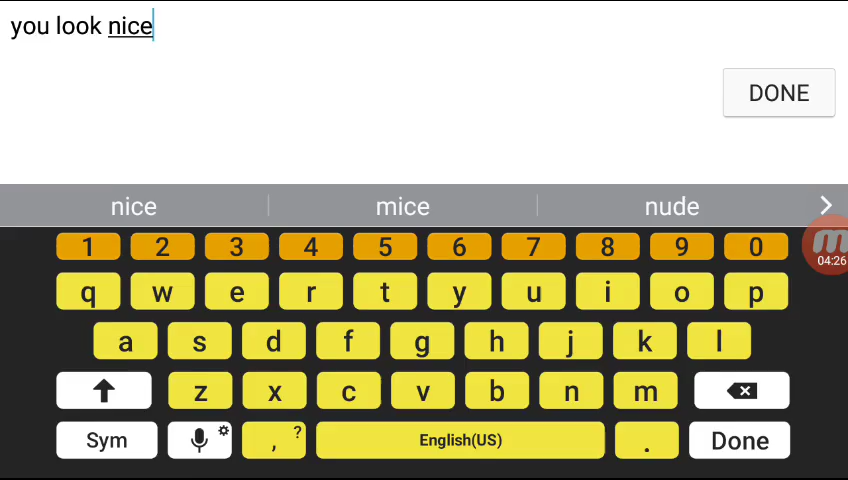 you look nice
DONE
nice mice nude
1 2 3 4 5 6 7 8 9 0
04:26
q w e r t y u i o p
a s d f g h j k l
z x c v b n m
Sym , ? English(US) . Done